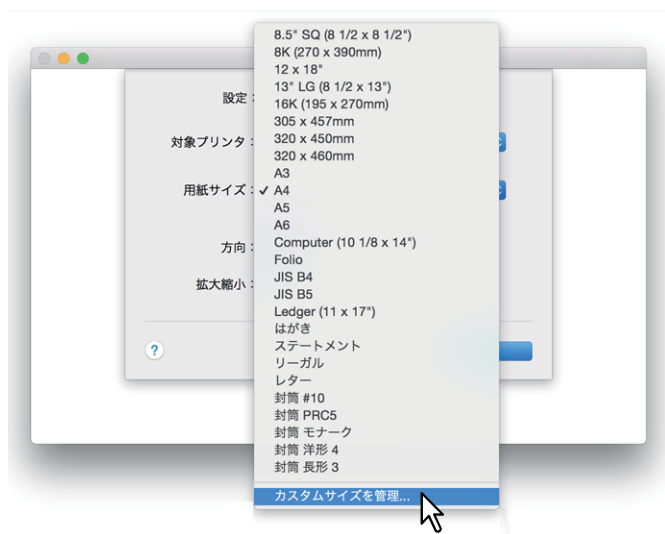 8.5" SQ (8 1/2 x 8 1/2")
8K (270 x 390mm)
12 x 18"
13" LG (8 1/2 x 13")
16K (195 x 270mm)
305 x 457mm
320 x 450mm
320 x 460mm
A3
✓ A4
A5
A6
Computer (10 1/8 x 14")
Folio
JIS B4
JIS B5
Ledger (11 x 17")
はがき
ステートメント
リーガル
レター
封筒 #10
封筒 PRC5
封筒 モナーク
封筒 洋形 4
封筒 長形 3
カスタムサイズを管理...
設定：
対象プリンタ：
用紙サイズ：
方向：
拡大縮小：
?